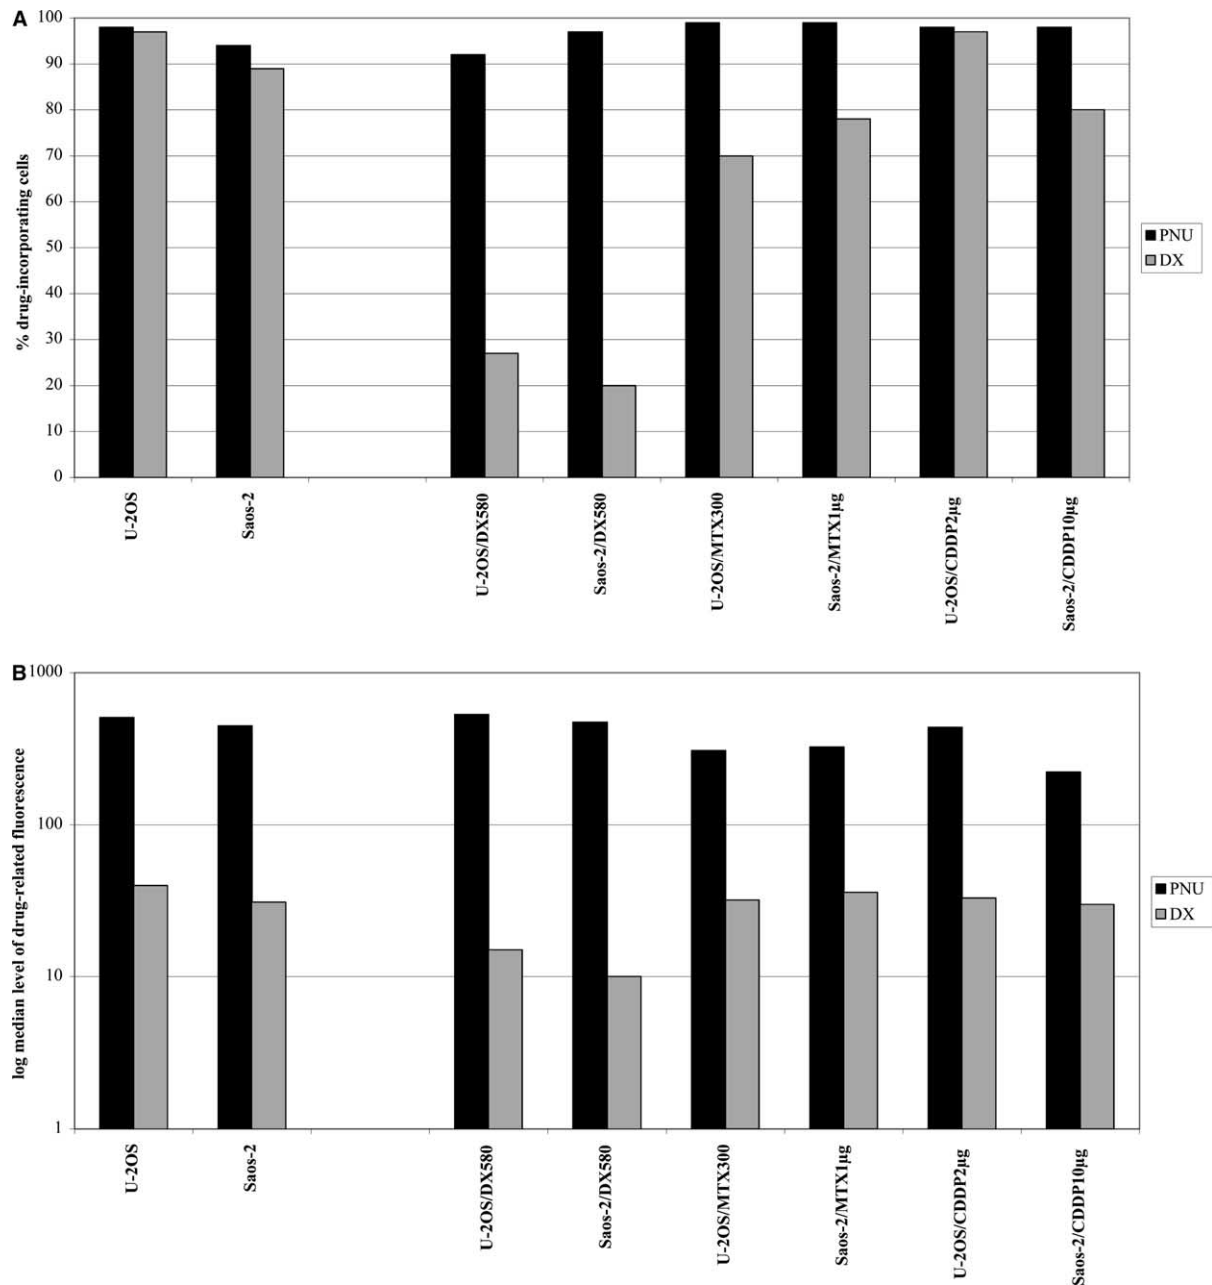 A
100
90
80
70
60
50
40
30
20
10
0
% drug-incorporating cells
U-2OS
Saos-2
U-2OS/DX580
Saos-2/DX580
U-2OS/MTX300
Saos-2/MTX1µg
U-2OS/CDDP2µg
Saos-2/CDDP10µg
PNU
DX
B
1000
100
10
1
log median level of drug-related fluorescence
U-2OS
Saos-2
U-2OS/DX580
Saos-2/DX580
U-2OS/MTX300
Saos-2/MTX1µg
U-2OS/CDDP2µg
Saos-2/CDDP10µg
PNU
DX